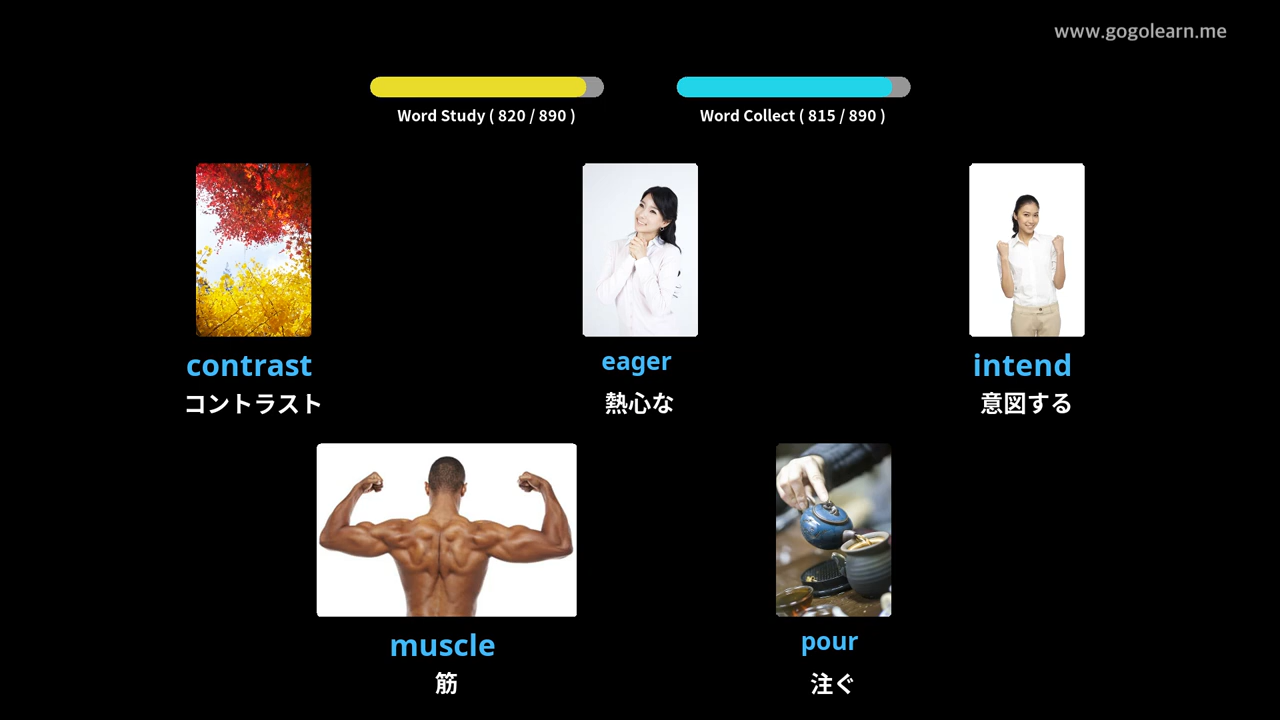 www.gogolearn.me
Word Study ( 820 / 890 )
Word Collect ( 815 / 890 )
contrast
コントラスト
eager
熱心な
intend
意図する
muscle
筋
pour
注ぐ